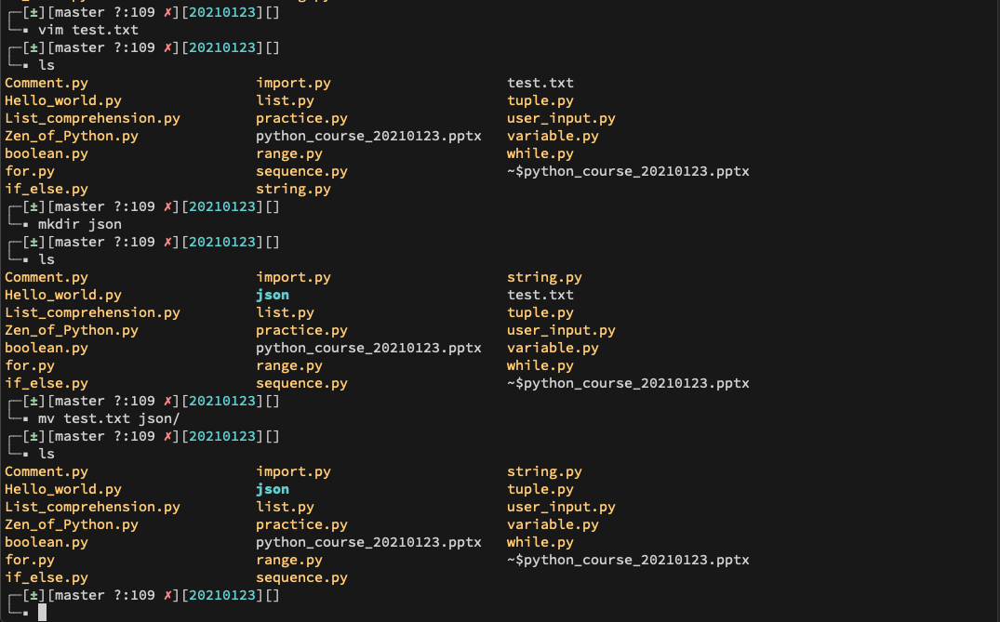 ┌─[±][master ?:109 ✗][20210123][]
└─▪ vim test.txt
┌─[±][master ?:109 ✗][20210123][]
└─▪ ls
Comment.py                    import.py                     test.txt
Hello_world.py                list.py                       tuple.py
List_comprehension.py         practice.py                   user_input.py
Zen_of_Python.py              python_course_20210123.pptx   variable.py
boolean.py                    range.py                      while.py
for.py                        sequence.py                   ~$python_course_20210123.pptx
if_else.py                    string.py
┌─[±][master ?:109 ✗][20210123][]
└─▪ mkdir json
┌─[±][master ?:109 ✗][20210123][]
└─▪ ls
Comment.py                    import.py                     string.py
Hello_world.py                json                          test.txt
List_comprehension.py         list.py                       tuple.py
Zen_of_Python.py              practice.py                   user_input.py
boolean.py                    python_course_20210123.pptx   variable.py
for.py                        range.py                      while.py
if_else.py                    sequence.py                   ~$python_course_20210123.pptx
┌─[±][master ?:109 ✗][20210123][]
└─▪ mv test.txt json/
┌─[±][master ?:109 ✗][20210123][]
└─▪ ls
Comment.py                    import.py                     string.py
Hello_world.py                json                          tuple.py
List_comprehension.py         list.py                       user_input.py
Zen_of_Python.py              practice.py                   variable.py
boolean.py                    python_course_20210123.pptx   while.py
for.py                        range.py                      ~$python_course_20210123.pptx
if_else.py                    sequence.py
┌─[±][master ?:109 ✗][20210123][]
└─▪